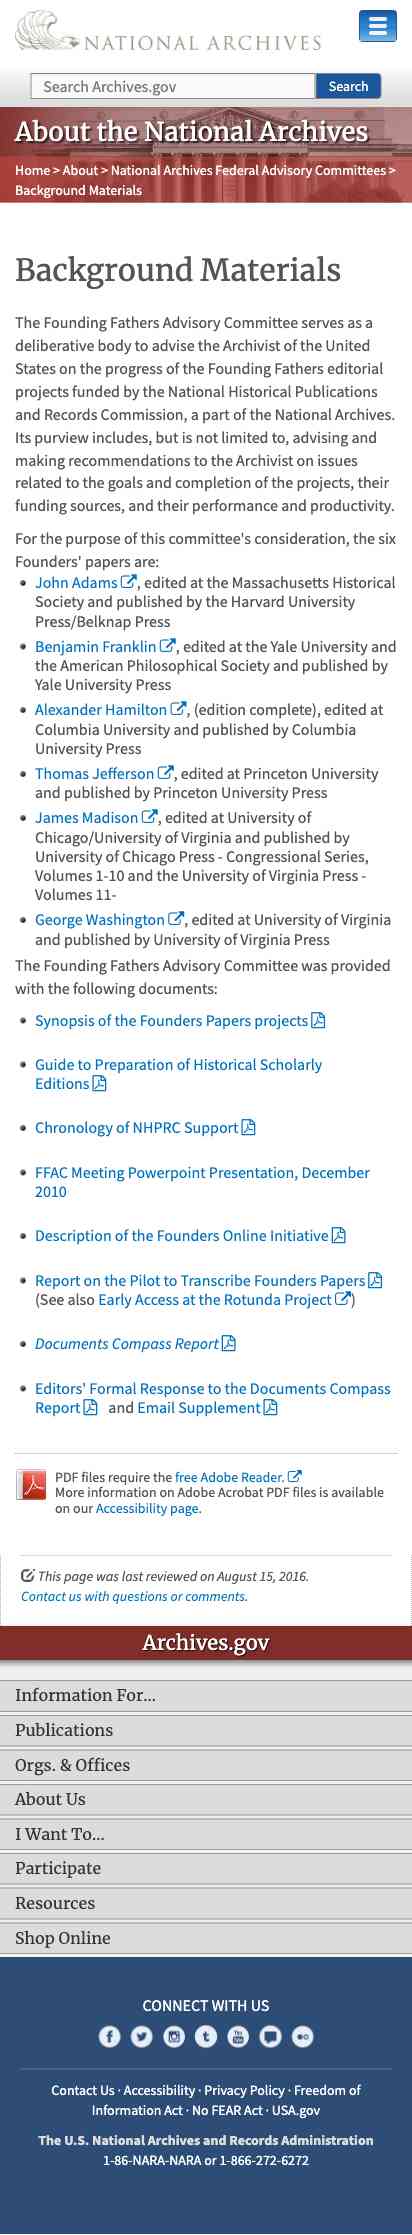 NATIONAL ARCHIVES
Search Archives.gov
Search
About the National Archives
Home > About > National Archives Federal Advisory Committees >
Background Materials
Background Materials
The Founding Fathers Advisory Committee serves as a
deliberative body to advise the Archivist of the United
States on the progress of the Founding Fathers editorial
projects funded by the National Historical Publications
and Records Commission, a part of the National Archives.
Its purview includes, but is not limited to, advising and
making recommendations to the Archivist on issues
related to the goals and completion of the projects, their
funding sources, and their performance and productivity.
For the purpose of this committee's consideration, the six
Founders' papers are:
John Adams, edited at the Massachusetts Historical
Society and published by the Harvard University
Press/Belknap Press
Benjamin Franklin, edited at the Yale University and
the American Philosophical Society and published by
Yale University Press
Alexander Hamilton, (edition complete), edited at
Columbia University and published by Columbia
University Press
Thomas Jefferson, edited at Princeton University
and published by Princeton University Press
James Madison, edited at University of
Chicago/University of Virginia and published by
University of Chicago Press - Congressional Series,
Volumes 1-10 and the University of Virginia Press -
Volumes 11-
George Washington, edited at University of Virginia
and published by University of Virginia Press
The Founding Fathers Advisory Committee was provided
with the following documents:
Synopsis of the Founders Papers projects
Guide to Preparation of Historical Scholarly
Editions
Chronology of NHPRC Support
FFAC Meeting Powerpoint Presentation, December
2010
Description of the Founders Online Initiative
Report on the Pilot to Transcribe Founders Papers
(See also Early Access at the Rotunda Project)
Documents Compass Report
Editors' Formal Response to the Documents Compass
Report and Email Supplement
PDF files require the free Adobe Reader.
More information on Adobe Acrobat PDF files is available
on our Accessibility page.
This page was last reviewed on August 15, 2016.
Contact us with questions or comments.
Archives.gov
Information For…
Publications
Orgs. & Offices
About Us
I Want To…
Participate
Resources
Shop Online
CONNECT WITH US
Contact Us · Accessibility · Privacy Policy · Freedom of
Information Act · No FEAR Act · USA.gov
The U.S. National Archives and Records Administration
1-86-NARA-NARA or 1-866-272-6272